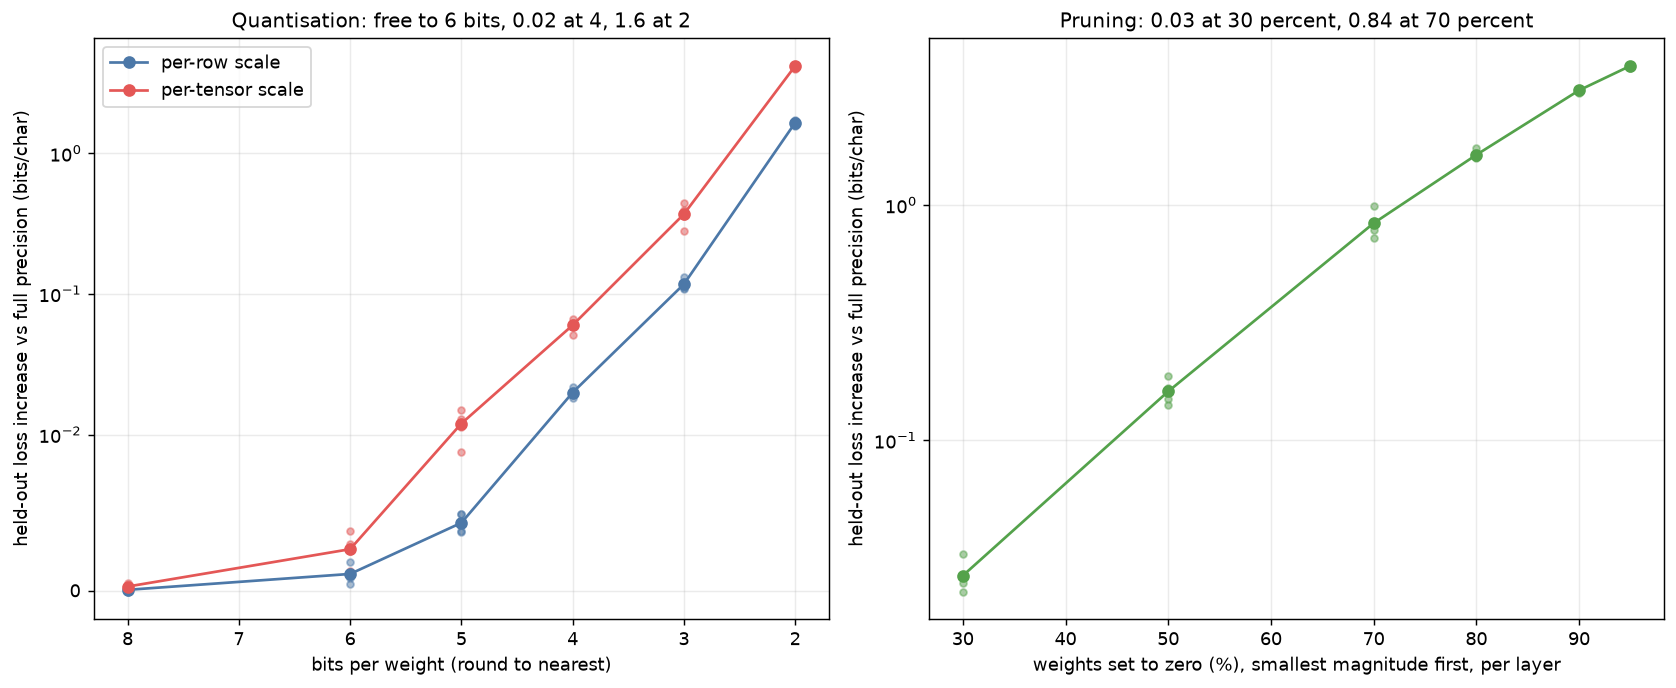 Quantisation: free to 6 bits, 0.02 at 4, 1.6 at 2
held-out loss increase vs full precision (bits/char)
per-row scale
per-tensor scale
10⁰
10⁻¹
10⁻²
0
8 7 6 5 4 3 2
bits per weight (round to nearest)
Pruning: 0.03 at 30 percent, 0.84 at 70 percent
held-out loss increase vs full precision (bits/char)
10⁰
10⁻¹
30 40 50 60 70 80 90
weights set to zero (%), smallest magnitude first, per layer